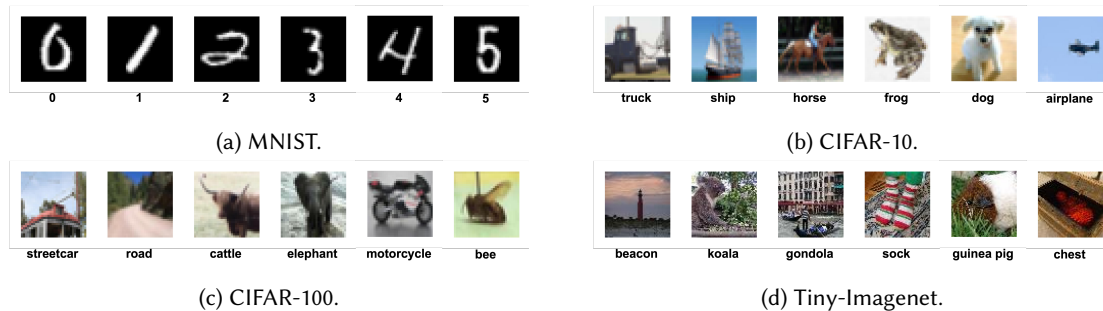 0 1 2 3 4 5
truck ship horse frog dog airplane
(a) MNIST.
(b) CIFAR-10.
streetcar road cattle elephant motorcycle bee
beacon koala gondola sock guinea pig chest
(c) CIFAR-100.
(d) Tiny-Imagenet.